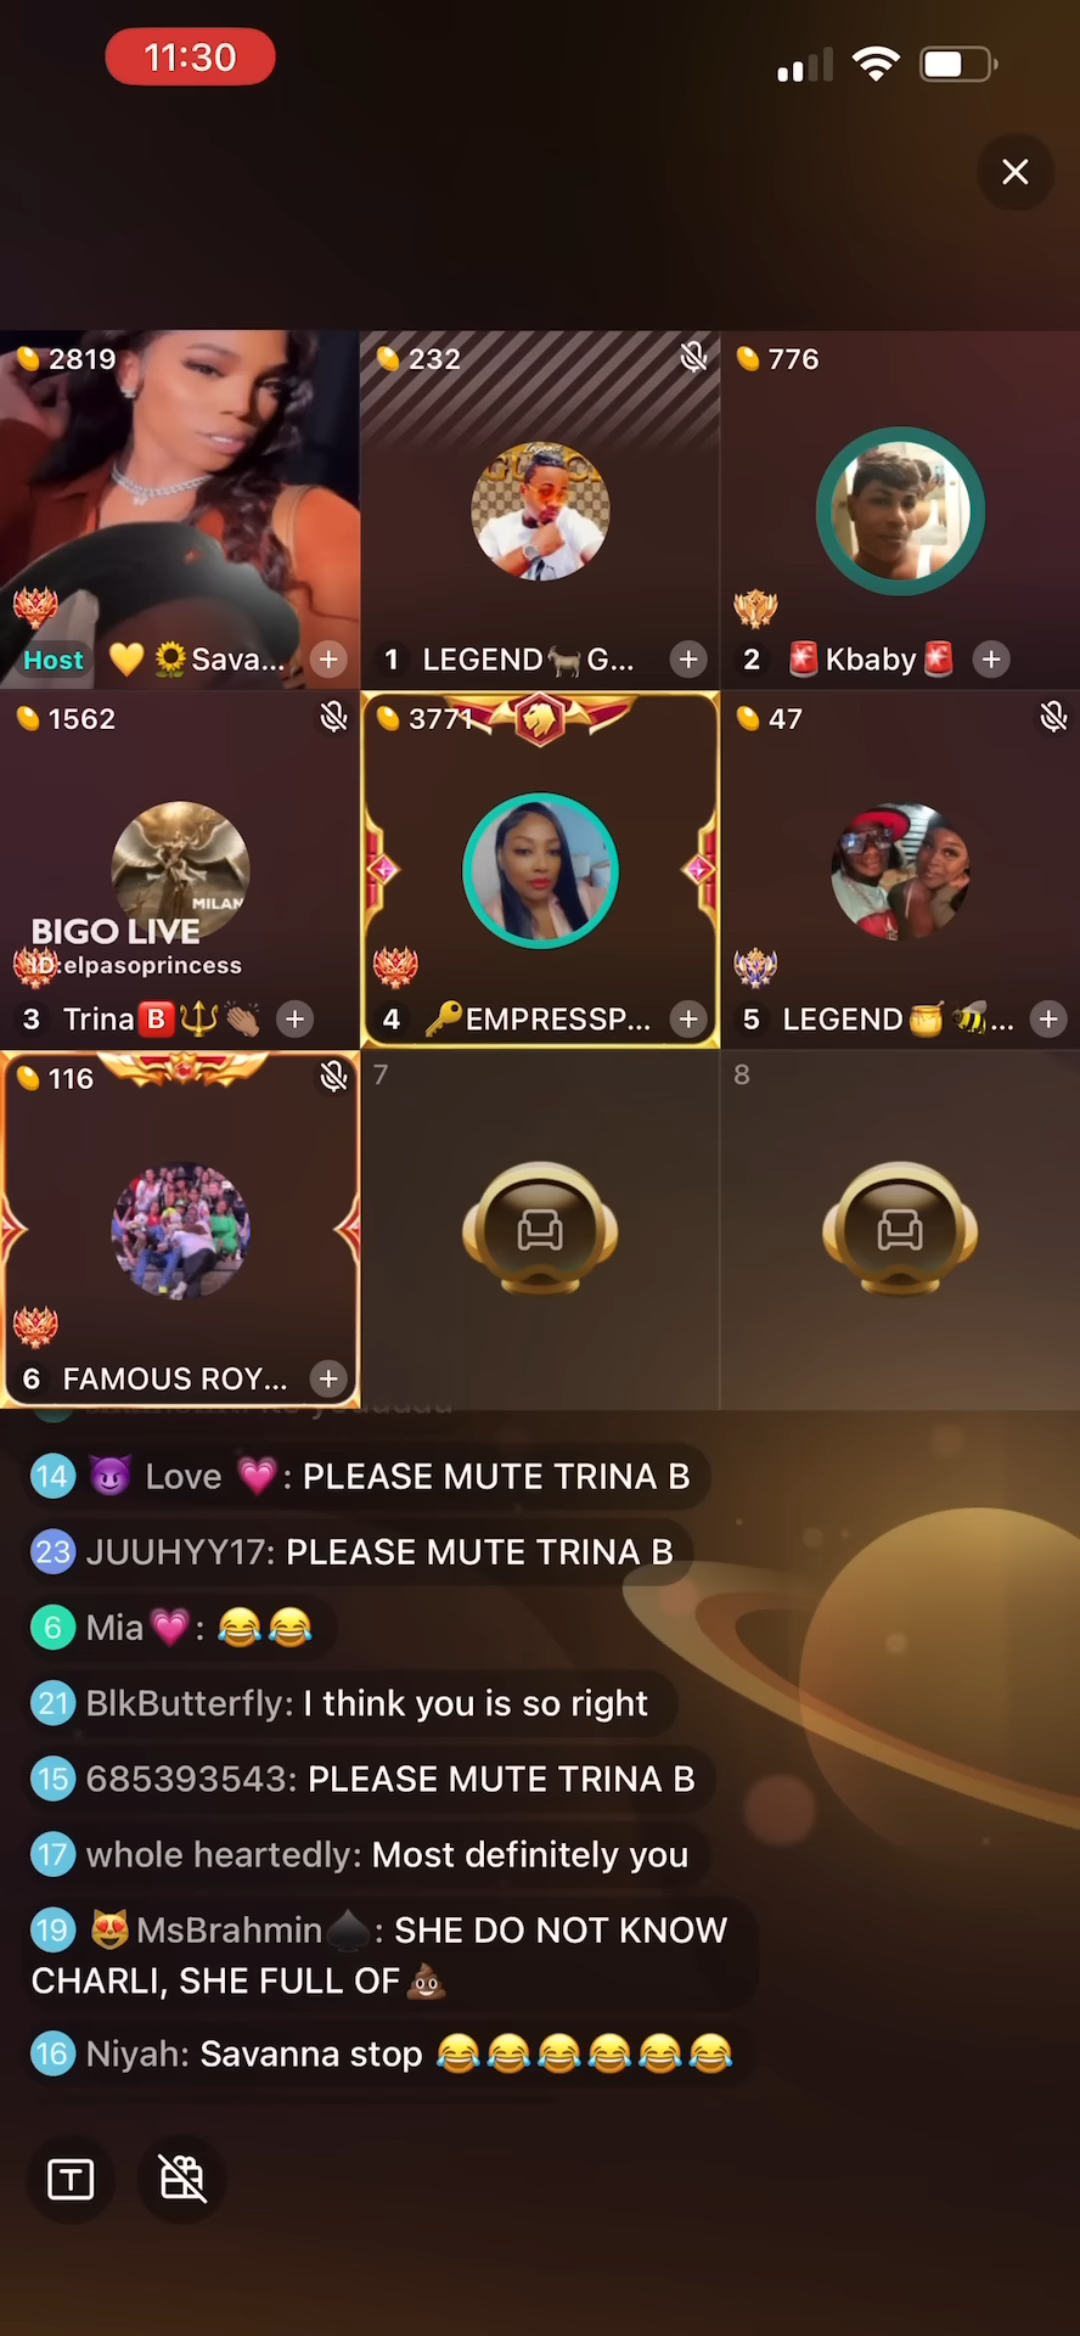 11:30
2819
232
776
Host 💛🌻Sava... +
1 LEGEND🐐G... +
2 🚨Kbaby🚨 +
1562
3771
47
MILAN
BIGO LIVE
ID:elpasoprincess
3 Trina🅱️🔱👏🏽 +
4 🔑EMPRESSP... +
5 LEGEND🍯🐝... +
116
7
8
6 FAMOUS ROY... +
14 😈 Love 💗: PLEASE MUTE TRINA B
23 JUUHYY17: PLEASE MUTE TRINA B
6 Mia💗: 😂😂
21 BlkButterfly: I think you is so right
15 685393543: PLEASE MUTE TRINA B
17 whole heartedly: Most definitely you
19 😻MsBrahmin♠️: SHE DO NOT KNOW
CHARLI, SHE FULL OF💩
16 Niyah: Savanna stop 😂😂😂😂😂😂
T